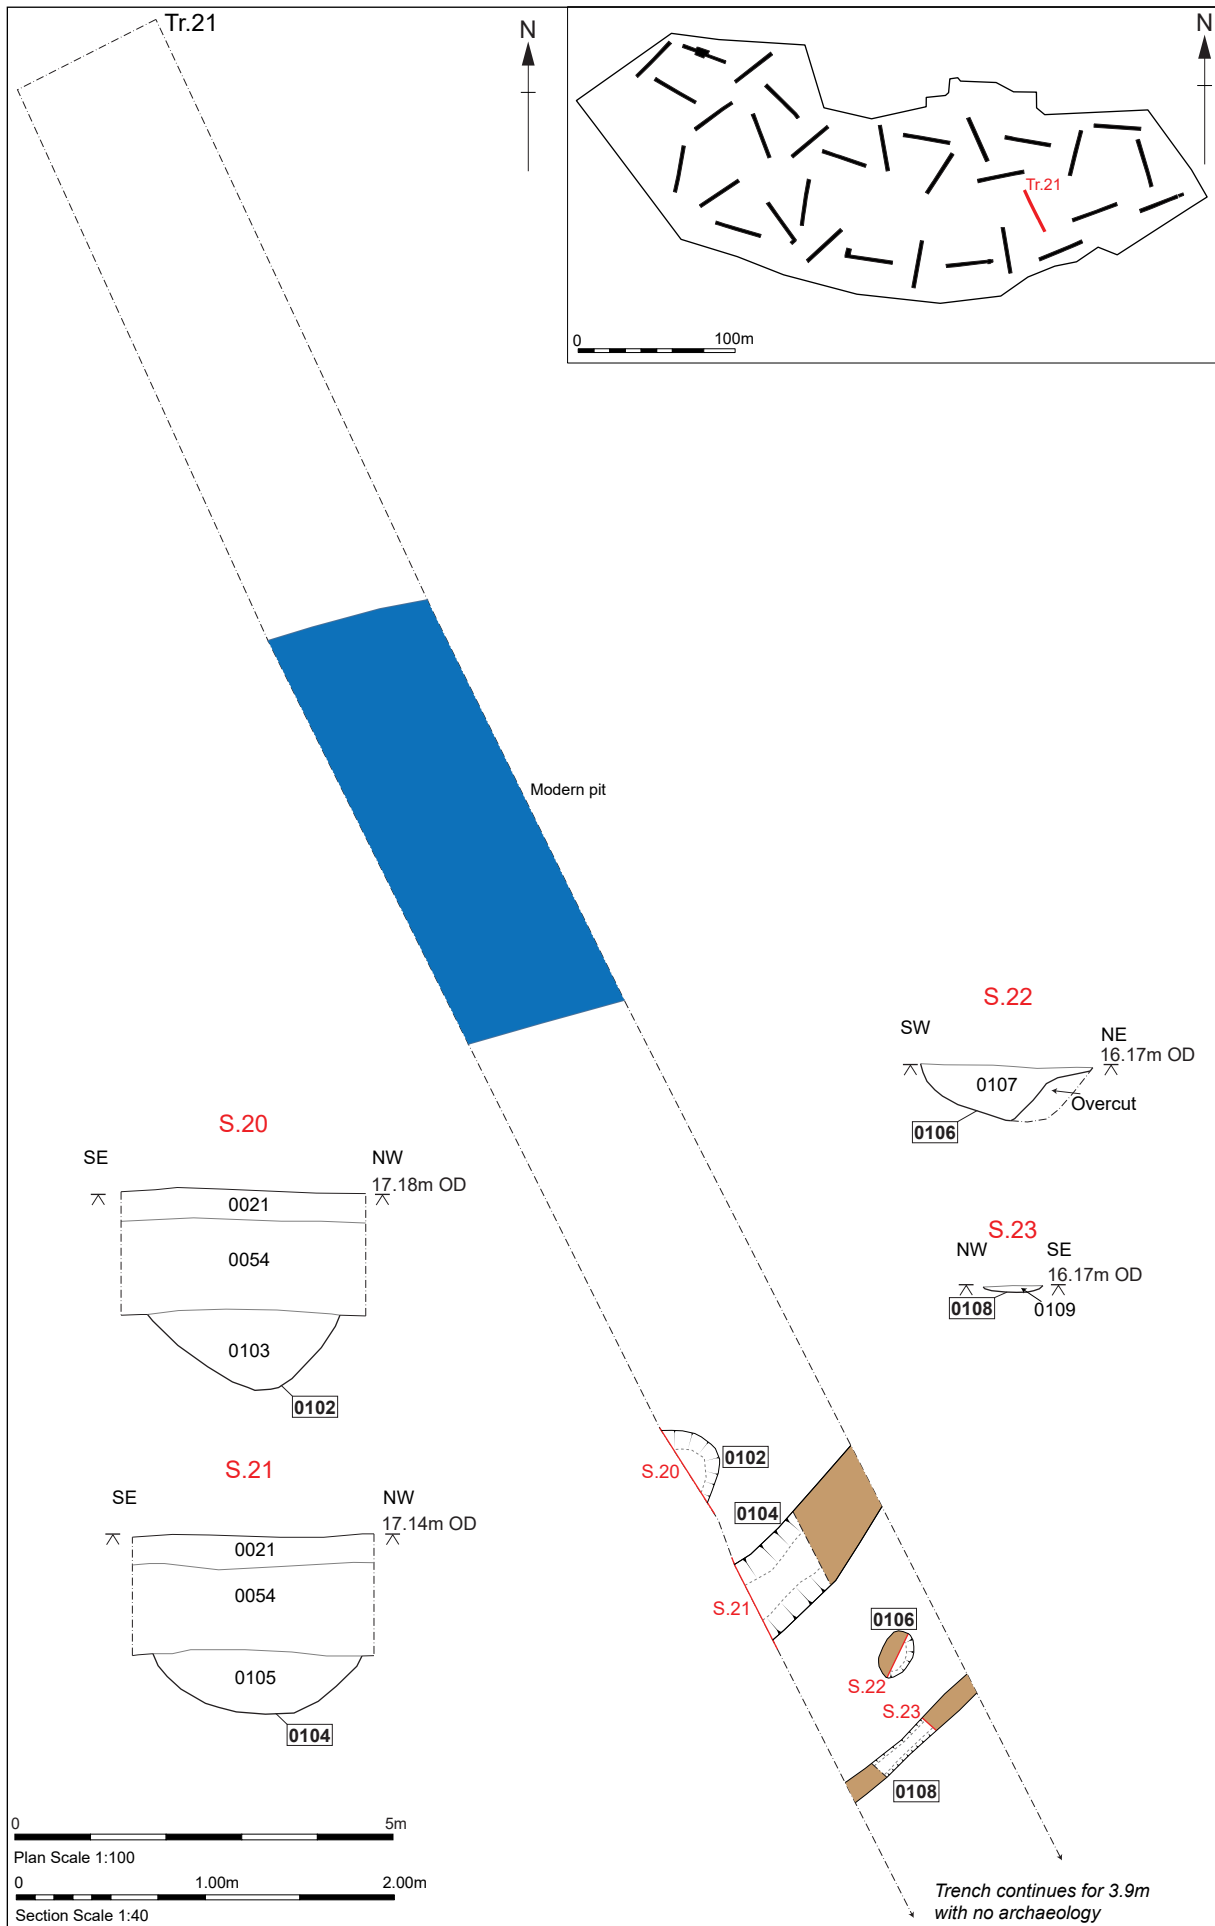 Tr.21
N
N
Tr.21
0
100m
Modern pit
S.22
SW
NE
16.17m OD
0107
Overcut
0106
S.20
SE
NW
17.18m OD
0021
0054
0103
0102
S.23
NW
SE
16.17m OD
0108
0109
S.21
SE
NW
17.14m OD
0021
0054
0105
0104
S.20
0102
0104
S.21
0106
S.22
S.23
0108
0
5m
Plan Scale 1:100
0
1.00m
2.00m
Section Scale 1:40
Trench continues for 3.9m
with no archaeology